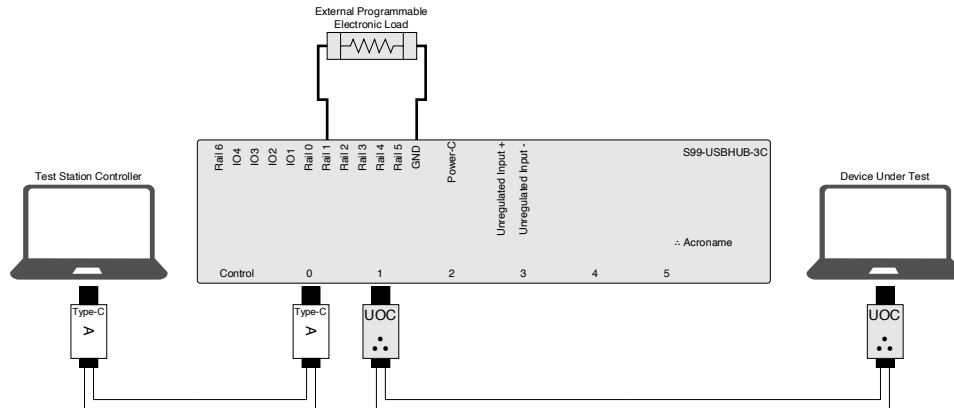 External Programmable
Electronic Load
Rail 6
IO4
IO3
IO2
IO1
Rail 0
Rail 1
Rail 2
Rail 3
Rail 4
Rail 5
GND
Power-C
Unregulated Input +
Unregulated Input -
S99-USBHUB-3C
Test Station Controller
Device Under Test
∴ Acroname
Control 0 1 2 3 4 5
Type-C
A
Type-C
A
UOC
UOC